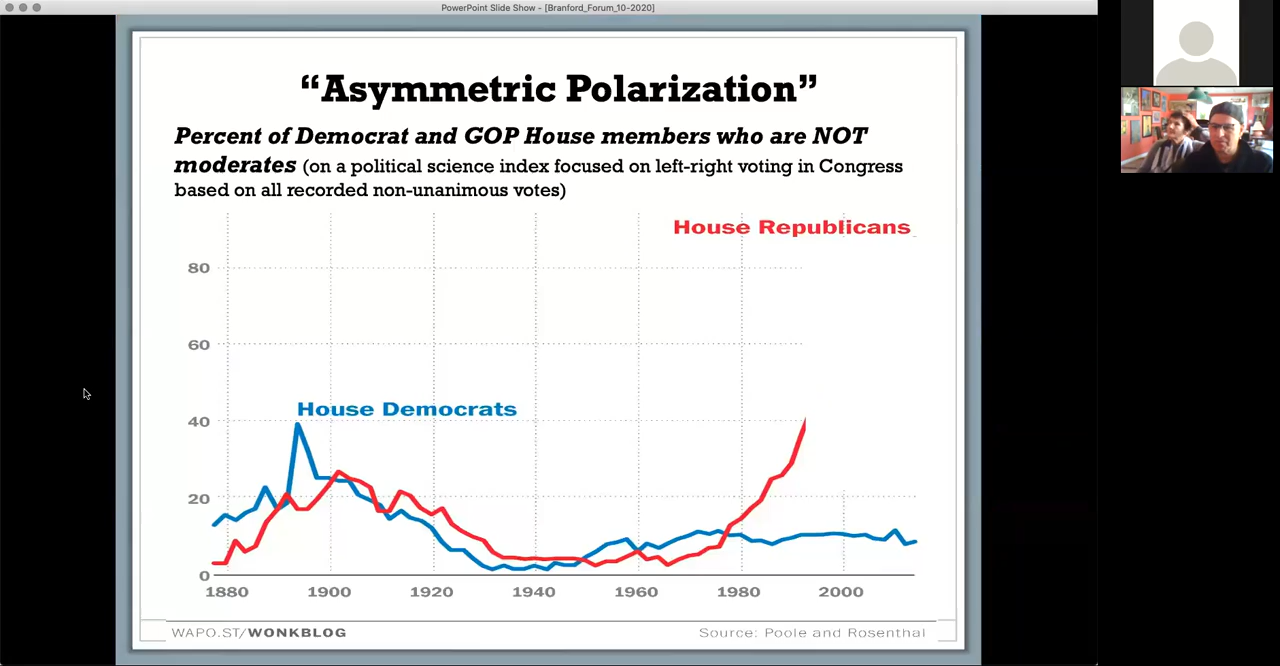 PowerPoint Slide Show - [Branford_Forum_10-2020]
“Asymmetric Polarization”
Percent of Democrat and GOP House members who are NOT
moderates (on a political science index focused on left-right voting in Congress
based on all recorded non-unanimous votes)
House Republicans
80
60
House Democrats
40
20
0
1880 1900 1920 1940 1960 1980 2000
WAPO.ST/WONKBLOG
Source: Poole and Rosenthal